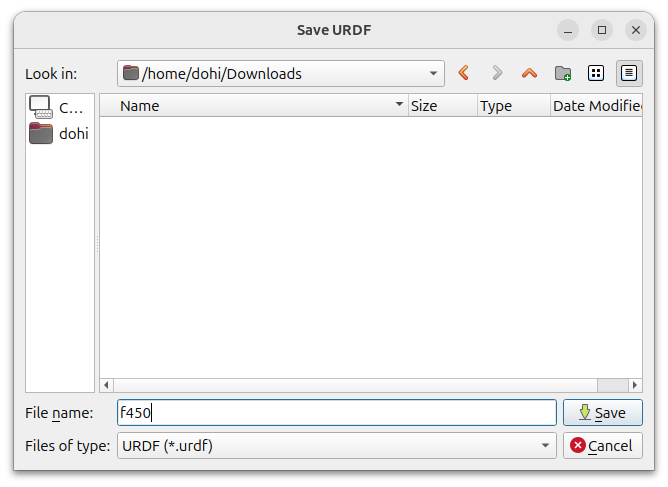 Save URDF
Look in: /home/dohi/Downloads
Name Size Type Date Modified
C...
dohi
File name: f450 Save
Files of type: URDF (*.urdf) Cancel